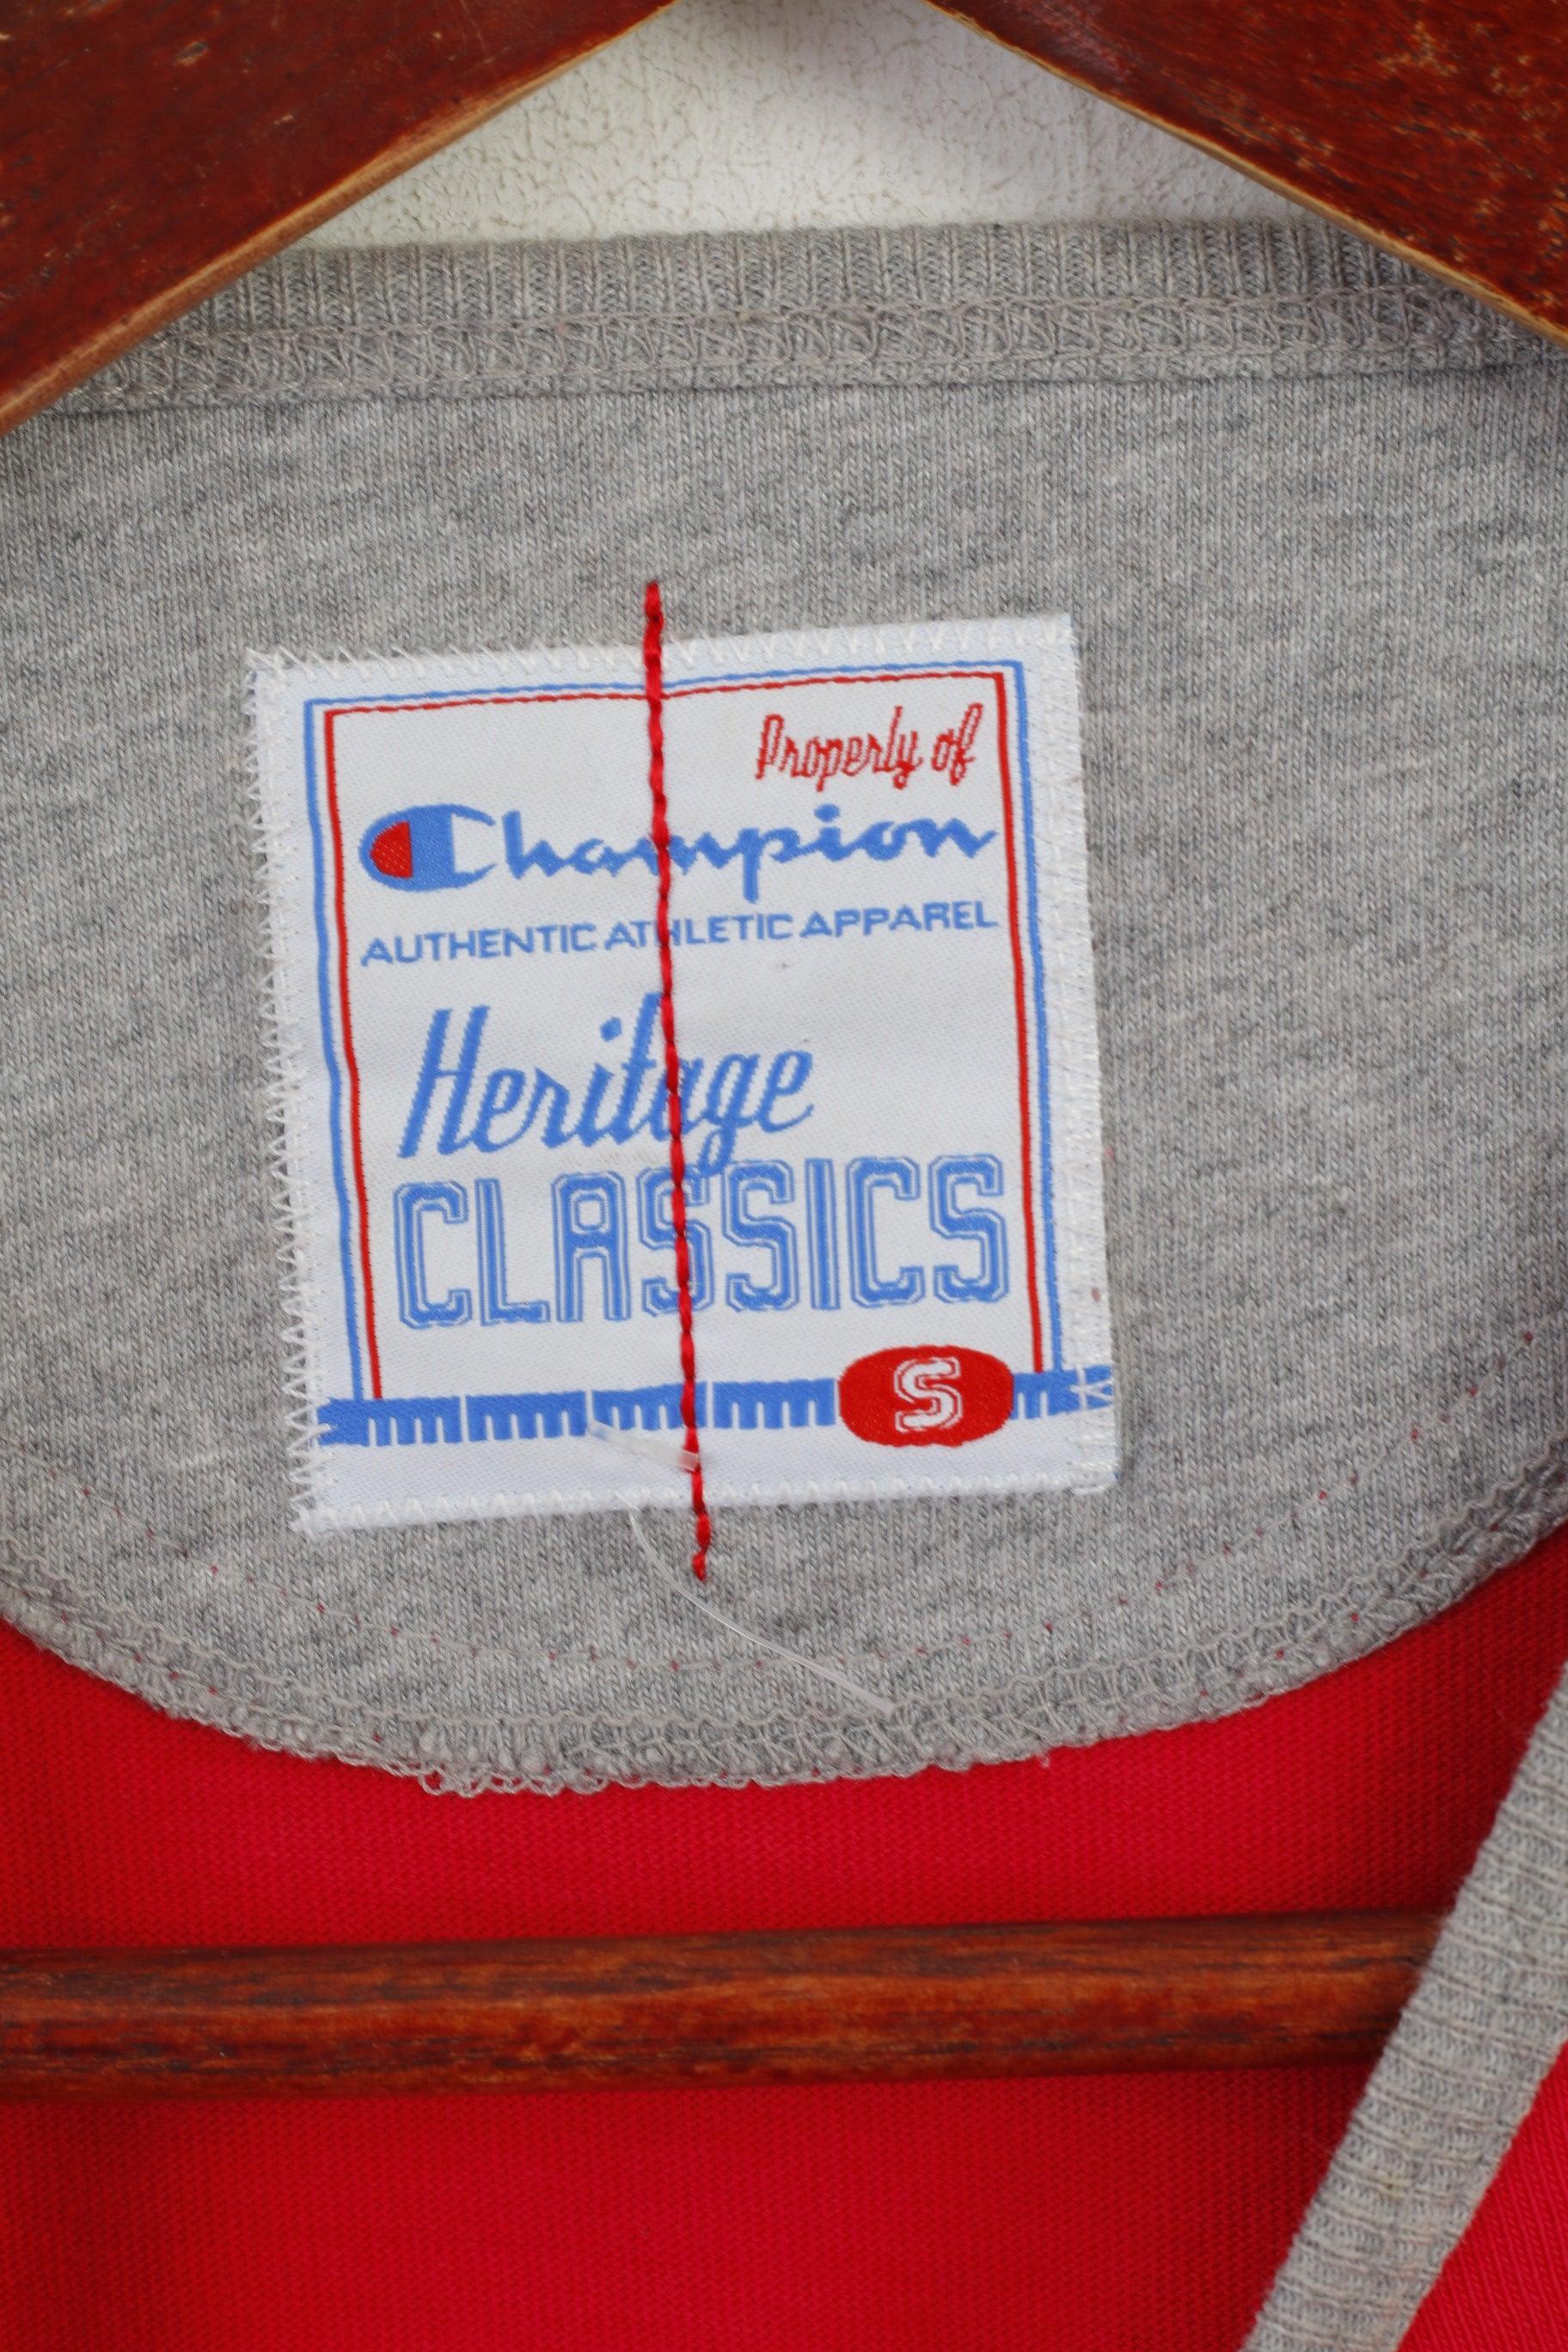 Property of
Champion
AUTHENTIC ATHLETIC APPAREL
Heritage
CLASSICS
S